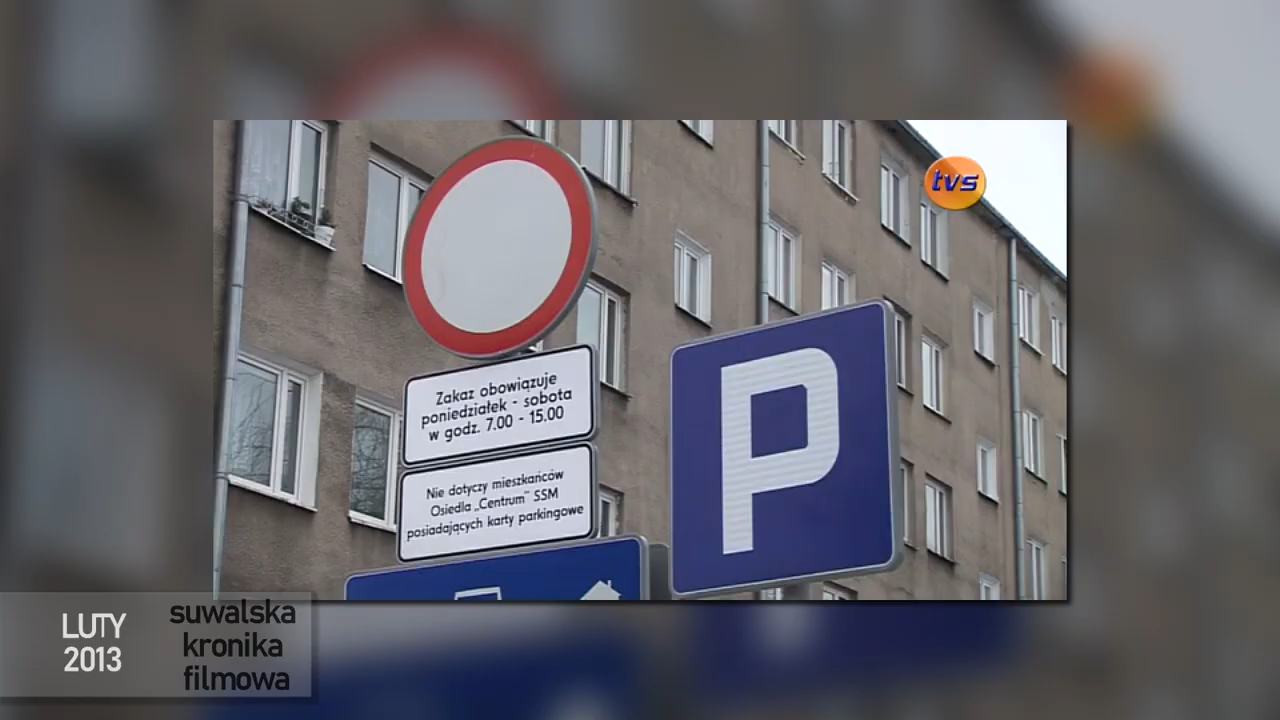 tvs
Zakaz obowiązuje
poniedziałek - sobota
w godz. 7.00 - 15.00
Nie dotyczy mieszkańców
Osiedla „Centrum” SSM
posiadających karty parkingowe
P
LUTY
2013
suwalska
kronika
filmowa